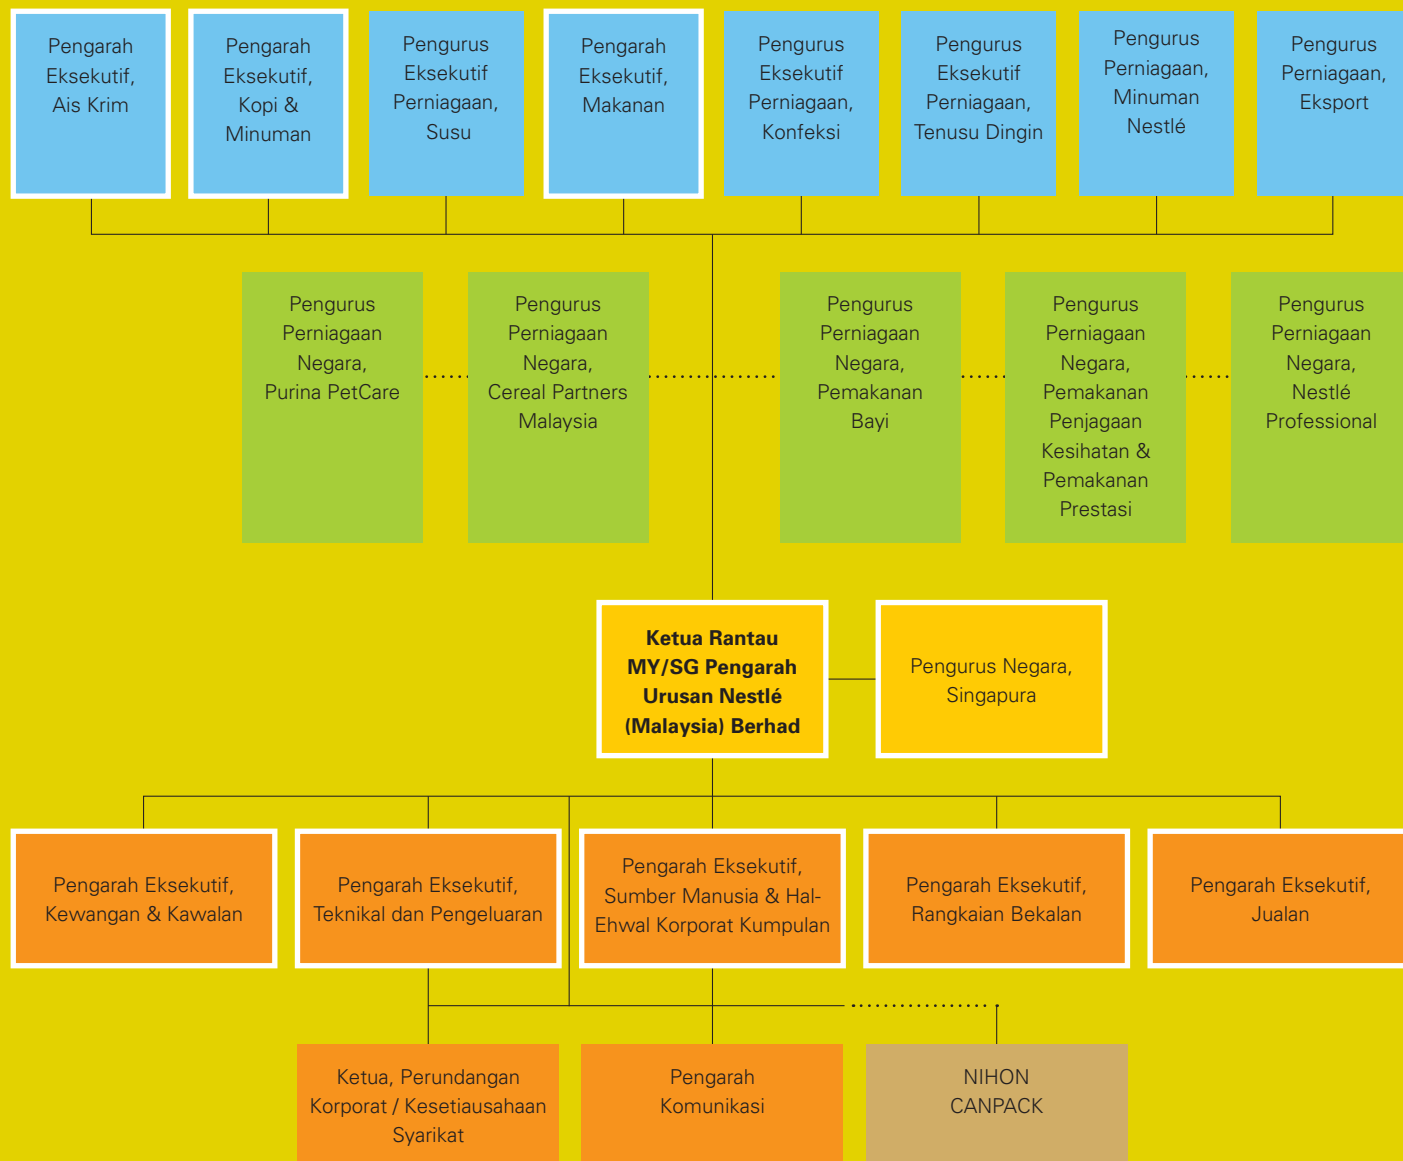 Pengarah
Eksekutif,
Ais Krim
Pengarah
Eksekutif,
Kopi &
Minuman
Pengurus
Eksekutif
Perniagaan,
Susu
Pengarah
Eksekutif,
Makanan
Pengurus
Eksekutif
Perniagaan,
Konfeksi
Pengurus
Eksekutif
Perniagaan,
Tenusu Dingin
Pengurus
Perniagaan,
Minuman
Nestlé
Pengurus
Perniagaan,
Eksport
Pengurus
Perniagaan
Negara,
Purina PetCare
Pengurus
Perniagaan
Negara,
Cereal Partners
Malaysia
Pengurus
Perniagaan
Negara,
Pemakanan
Bayi
Pengurus
Perniagaan
Negara,
Pemakanan
Penjagaan
Kesihatan &
Pemakanan
Prestasi
Pengurus
Perniagaan
Negara,
Nestlé
Professional
Ketua Rantau
MY/SG Pengarah
Urusan Nestlé
(Malaysia) Berhad
Pengurus Negara,
Singapura
Pengarah Eksekutif,
Kewangan & Kawalan
Pengarah Eksekutif,
Teknikal dan Pengeluaran
Pengarah Eksekutif,
Sumber Manusia & Hal-
Ehwal Korporat Kumpulan
Pengarah Eksekutif,
Rangkaian Bekalan
Pengarah Eksekutif,
Jualan
Ketua, Perundangan
Korporat / Kesetiausahaan
Syarikat
Pengarah
Komunikasi
NIHON
CANPACK